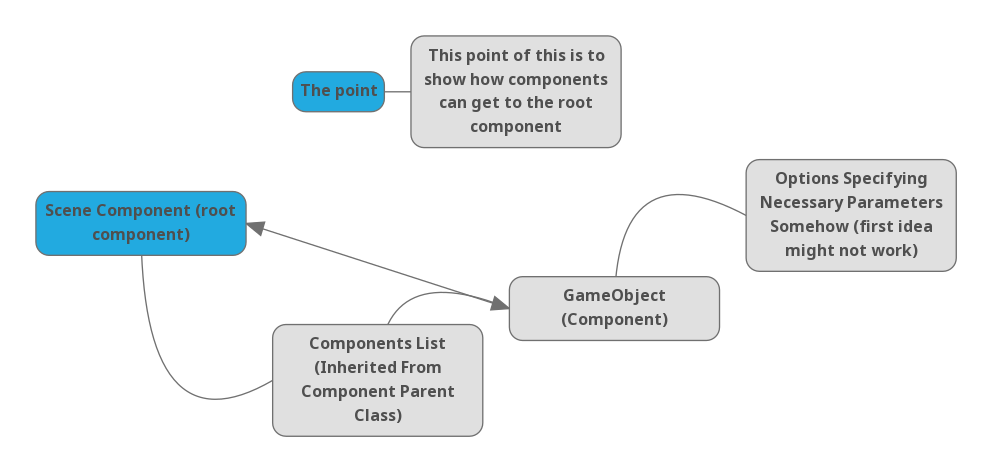 This point of this is to
show how components
can get to the root
component
The point
Options Specifying
Necessary Parameters
Somehow (first idea
might not work)
Scene Component (root
component)
GameObject
(Component)
Components List
(Inherited From
Component Parent
Class)